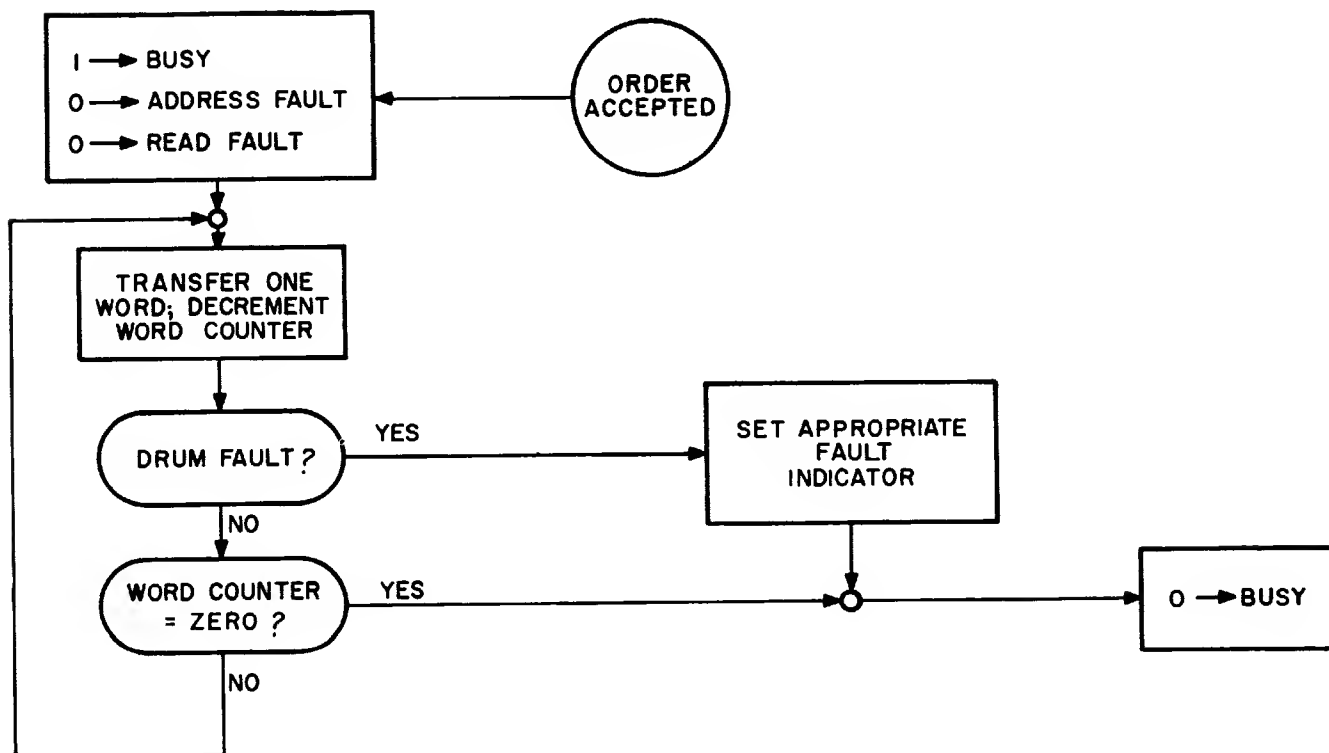 1 → BUSY
0 → ADDRESS FAULT
0 → READ FAULT
ORDER
ACCEPTED
TRANSFER ONE
WORD; DECREMENT
WORD COUNTER
DRUM FAULT?
YES
SET APPROPRIATE
FAULT
INDICATOR
NO
WORD COUNTER
= ZERO ?
YES
0 → BUSY
NO